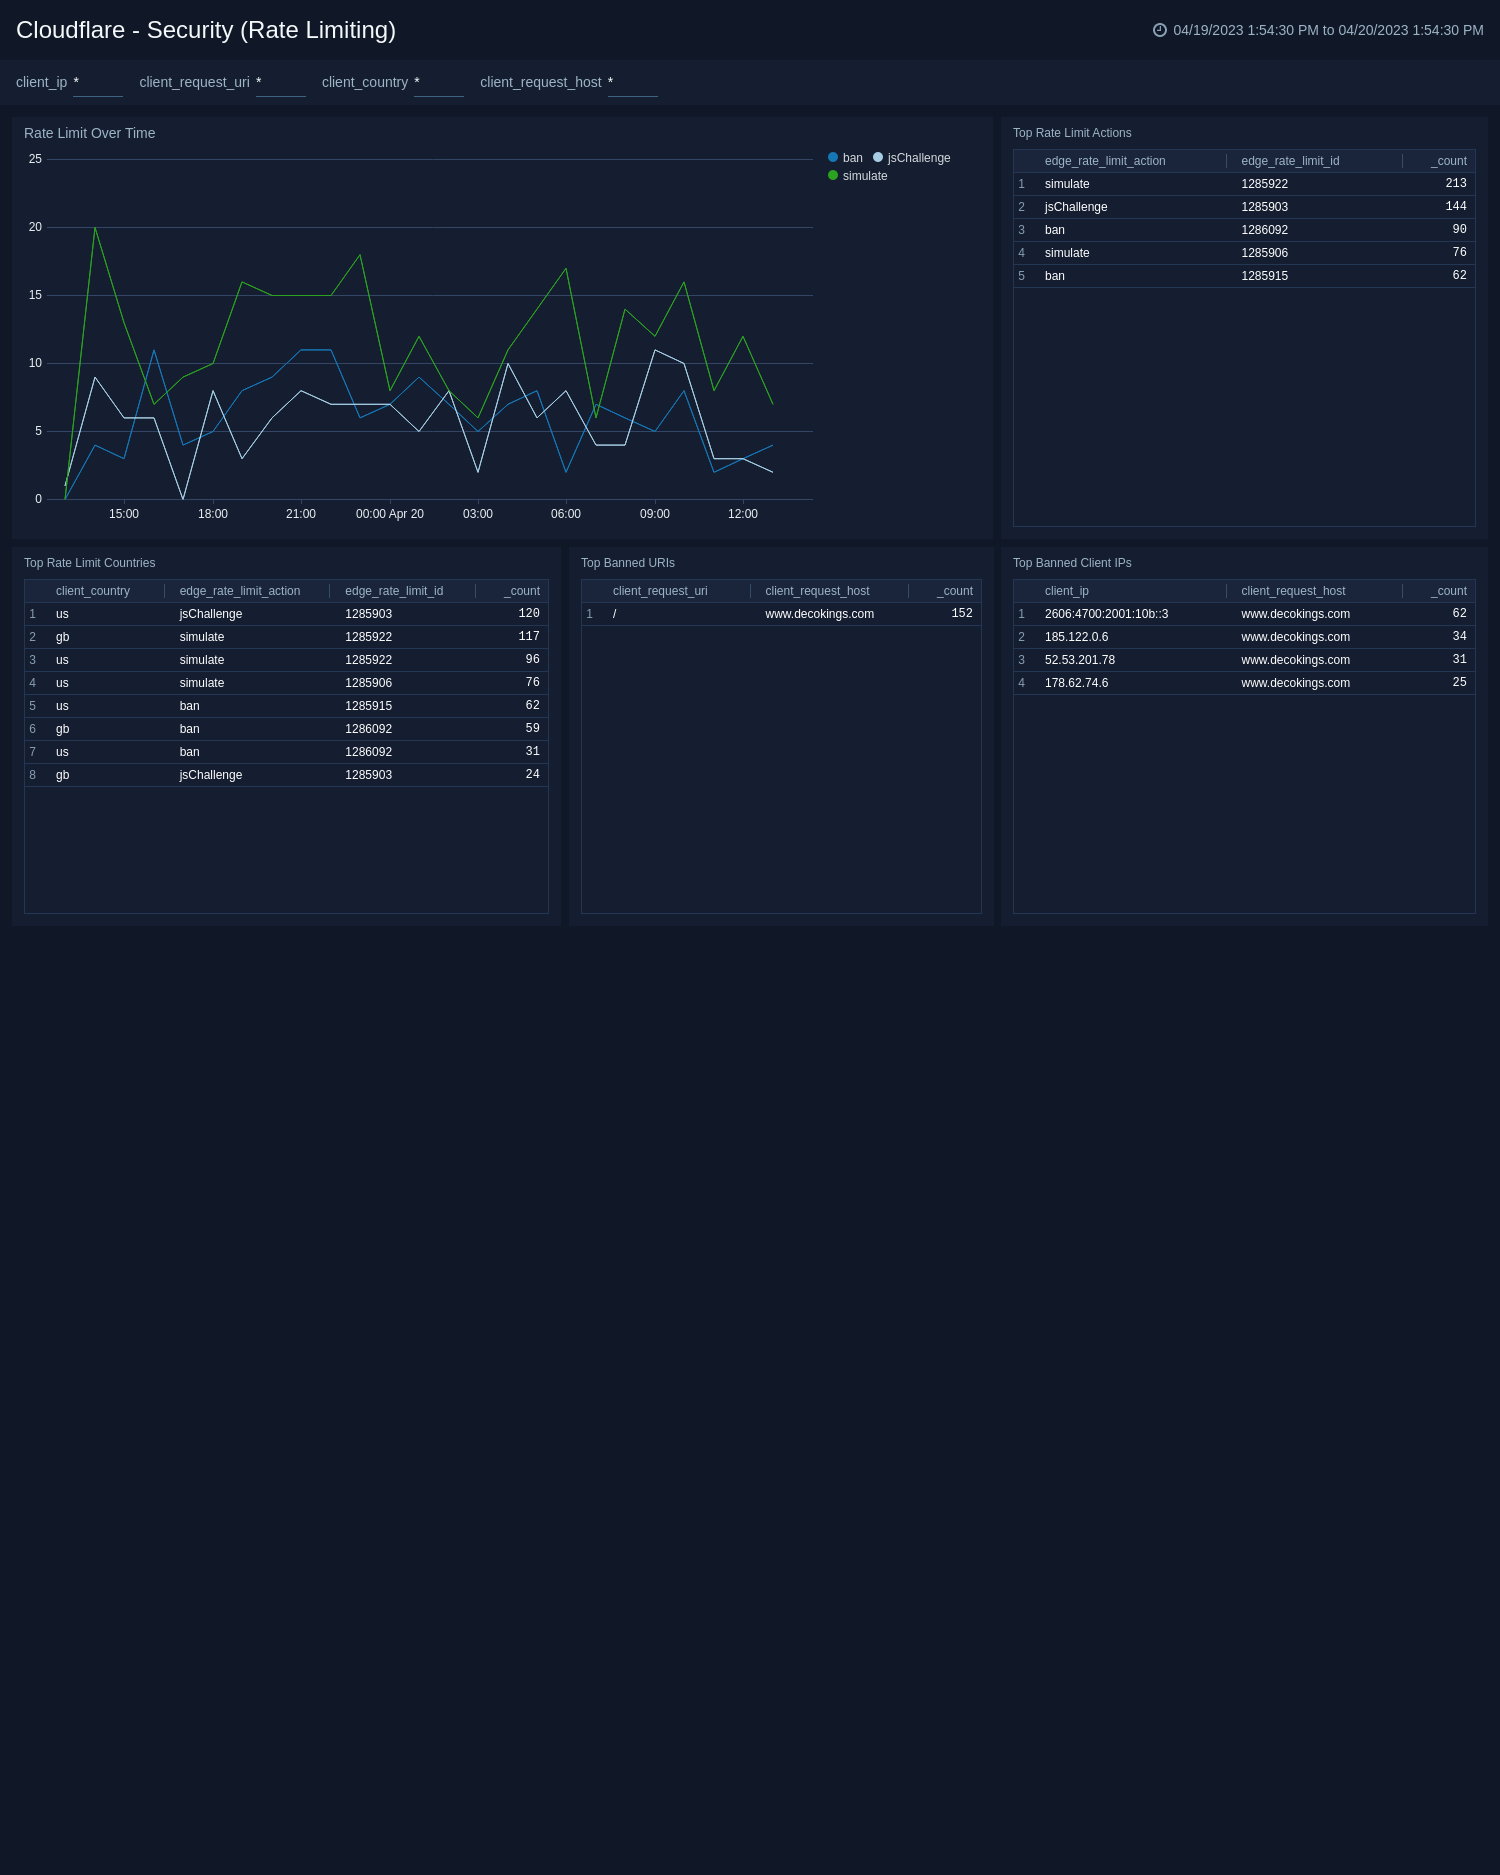 Cloudflare - Security (Rate Limiting)
04/19/2023 1:54:30 PM to 04/20/2023 1:54:30 PM
client_ip * client_request_uri * client_country * client_request_host *
Rate Limit Over Time
25
20
15
10
5
0
15:00 18:00 21:00 00:00 Apr 20 03:00 06:00 09:00 12:00
ban jsChallenge
simulate
Top Rate Limit Actions
edge_rate_limit_action edge_rate_limit_id _count
1 simulate 1285922 213
2 jsChallenge 1285903 144
3 ban 1286092 90
4 simulate 1285906 76
5 ban 1285915 62
Top Rate Limit Countries
client_country edge_rate_limit_action edge_rate_limit_id _count
1 us jsChallenge 1285903 120
2 gb simulate 1285922 117
3 us simulate 1285922 96
4 us simulate 1285906 76
5 us ban 1285915 62
6 gb ban 1286092 59
7 us ban 1286092 31
8 gb jsChallenge 1285903 24
Top Banned URIs
client_request_uri client_request_host _count
1 / www.decokings.com 152
Top Banned Client IPs
client_ip client_request_host _count
1 2606:4700:2001:10b::3 www.decokings.com 62
2 185.122.0.6 www.decokings.com 34
3 52.53.201.78 www.decokings.com 31
4 178.62.74.6 www.decokings.com 25